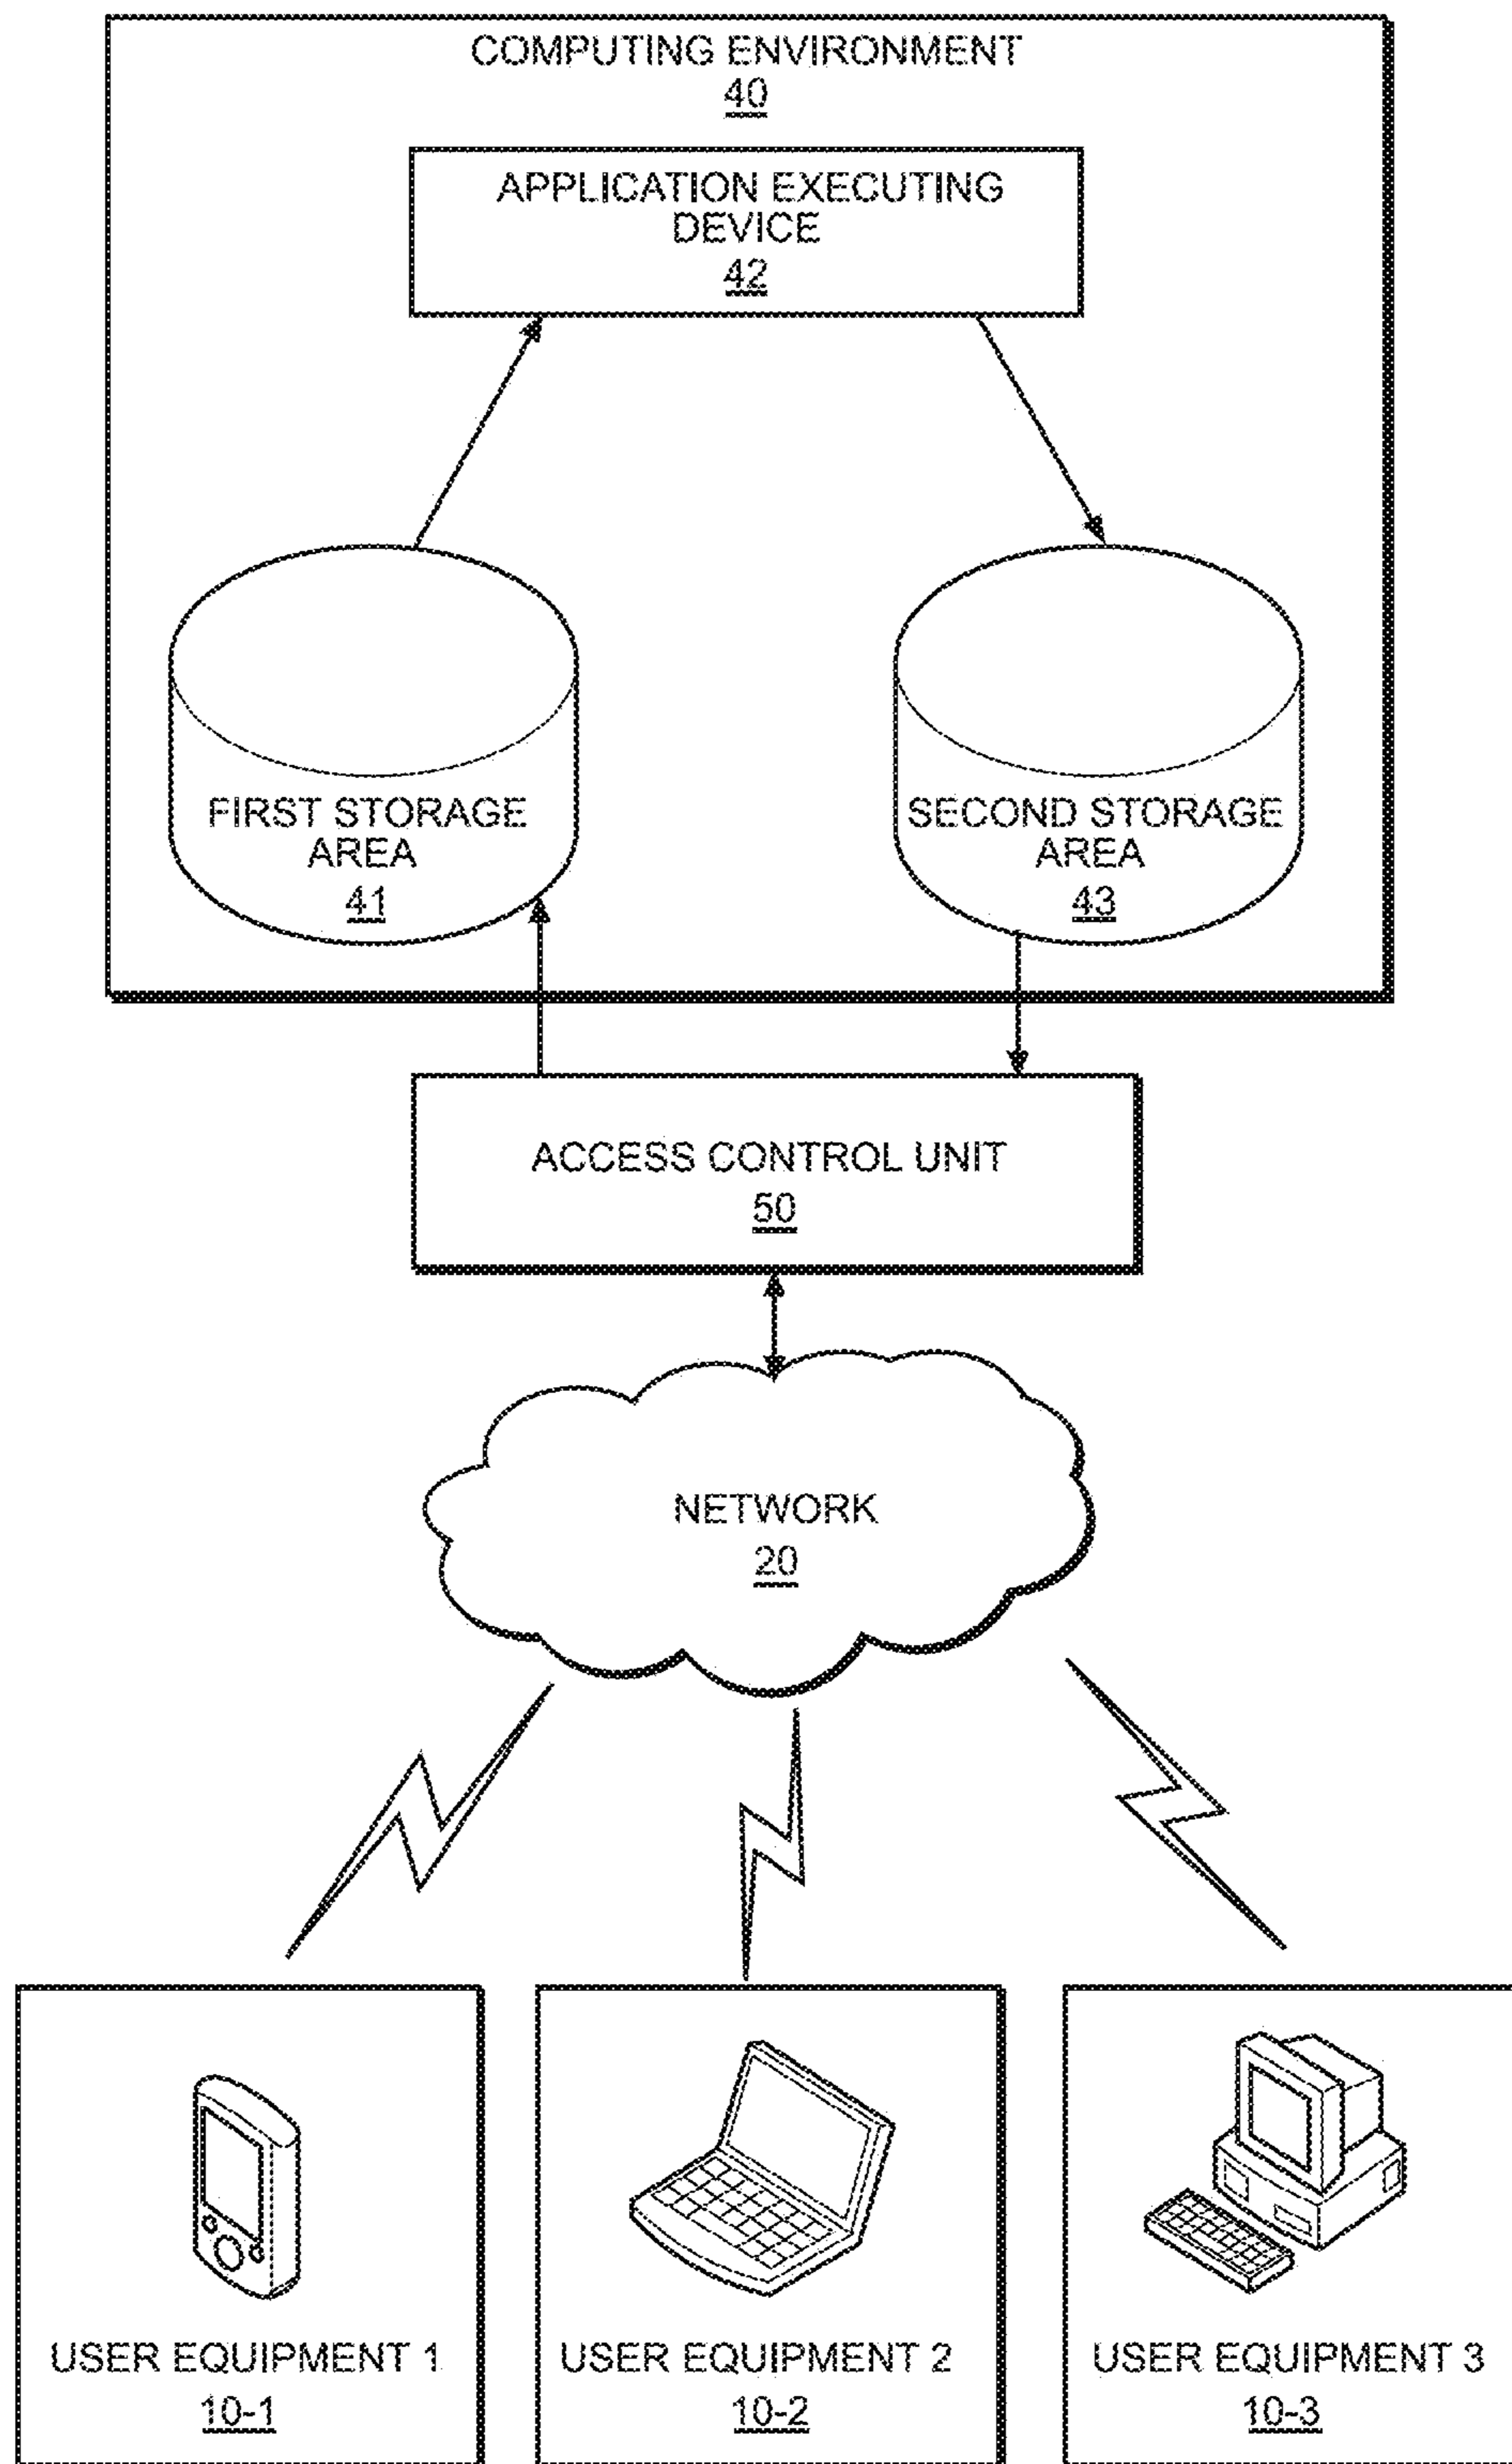 COMPUTING ENVIRONMENT
40
APPLICATION EXECUTING
DEVICE
42
FIRST STORAGE
AREA
41
SECOND STORAGE
AREA
43
ACCESS CONTROL UNIT
50
NETWORK
20
USER EQUIPMENT 1
10-1
USER EQUIPMENT 2
10-2
USER EQUIPMENT 3
10-3